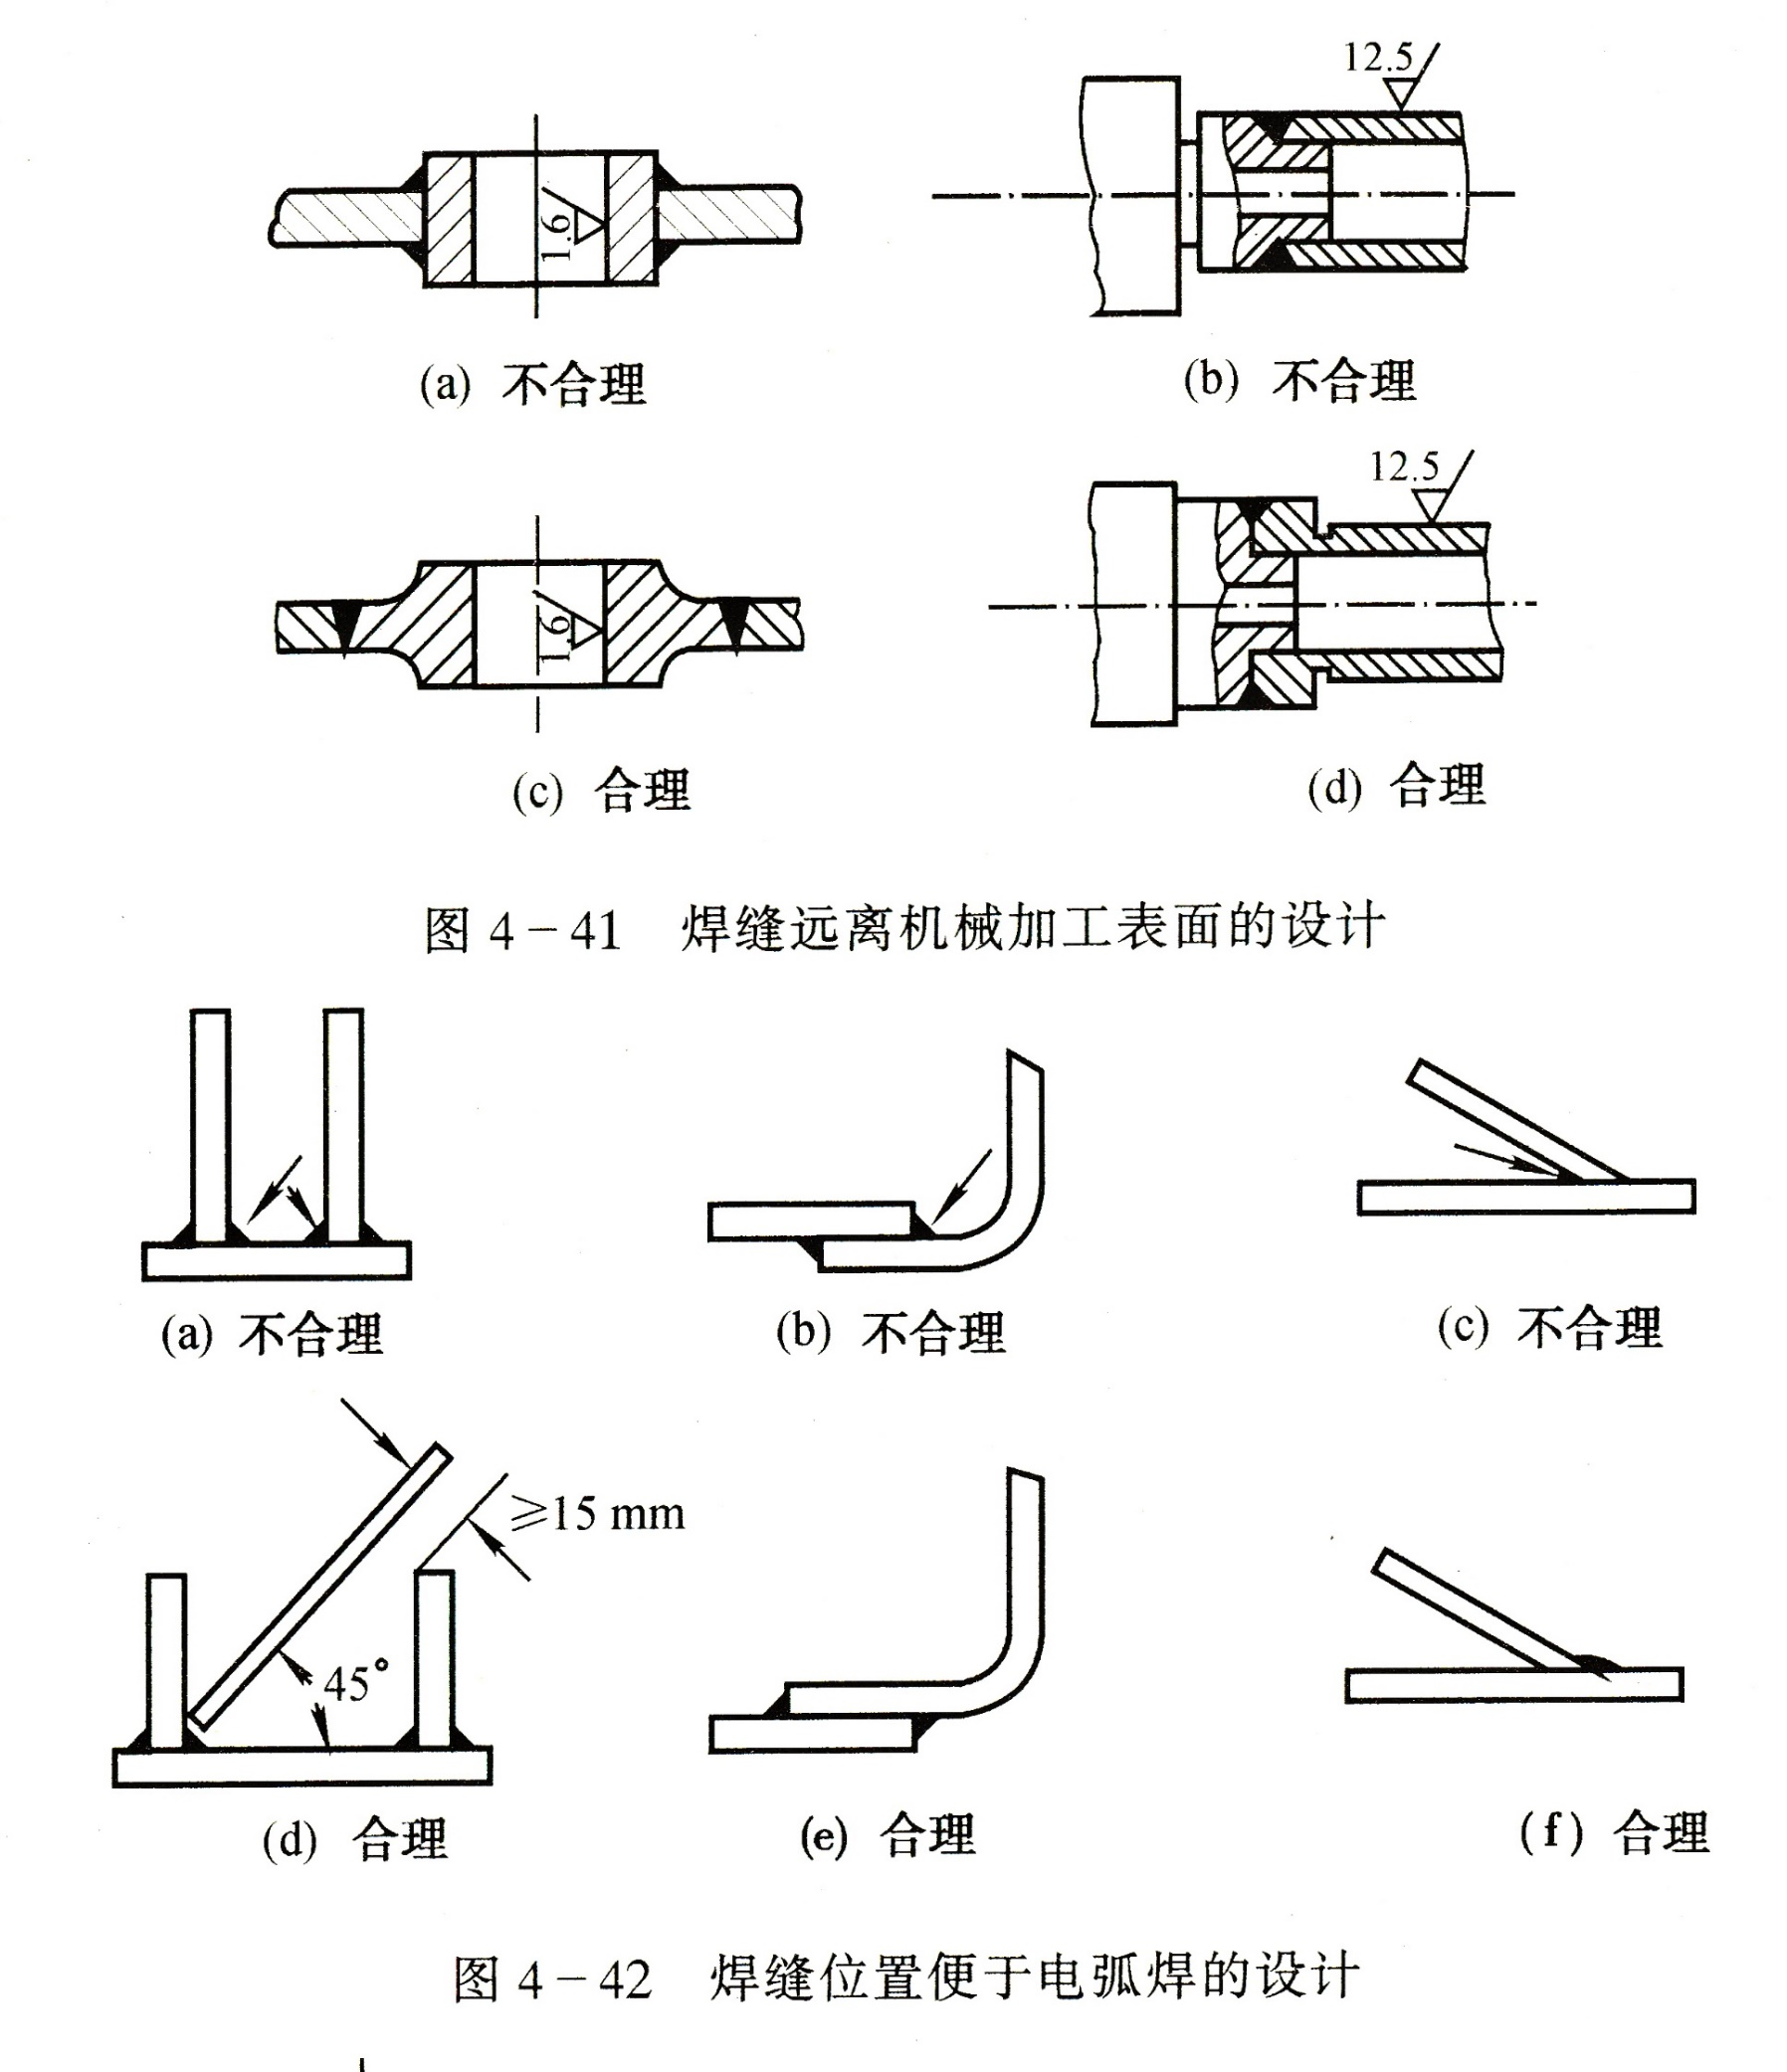 12.5
1.6
(a) 不合理
(b) 不合理
12.5
1.6
(c) 合理
(d) 合理
图 4－41 焊缝远离机械加工表面的设计
(a) 不合理
(b) 不合理
(c) 不合理
≥15 mm
45°
(d) 合理
(e) 合理
(f) 合理
图 4－42 焊缝位置便于电弧焊的设计